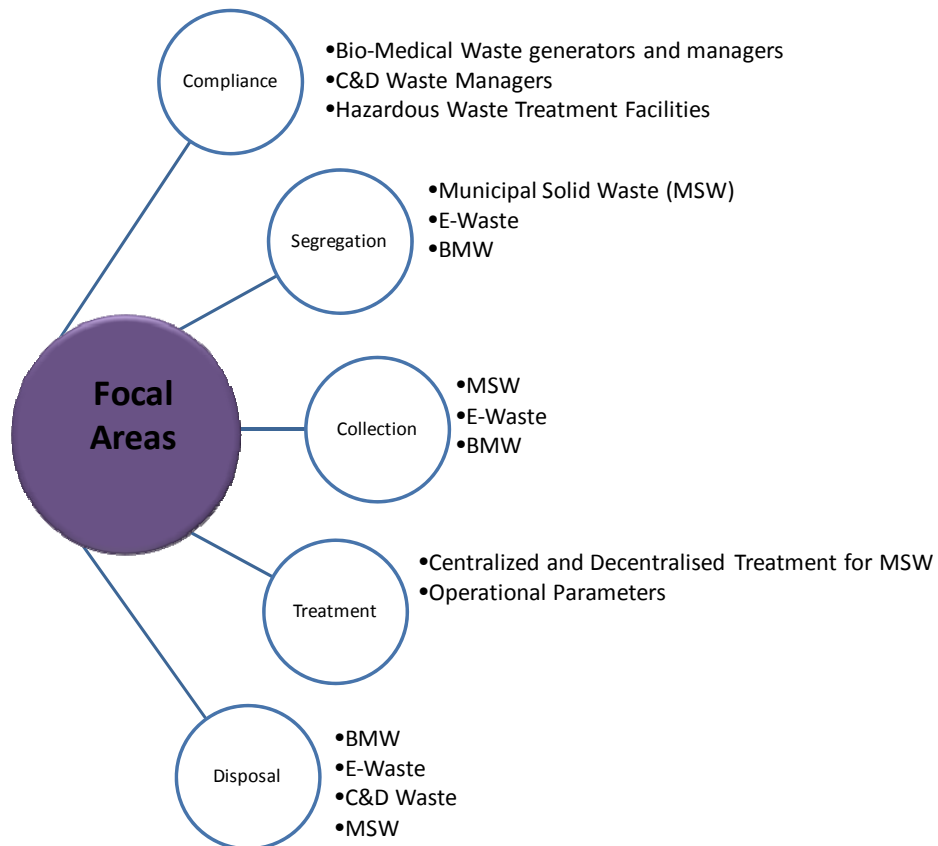 Compliance
•Bio-Medical Waste generators and managers
•C&D Waste Managers
•Hazardous Waste Treatment Facilities
Segregation
•Municipal Solid Waste (MSW)
•E-Waste
•BMW
Focal
Areas
Collection
•MSW
•E-Waste
•BMW
Treatment
•Centralized and Decentralised Treatment for MSW
•Operational Parameters
Disposal
•BMW
•E-Waste
•C&D Waste
•MSW